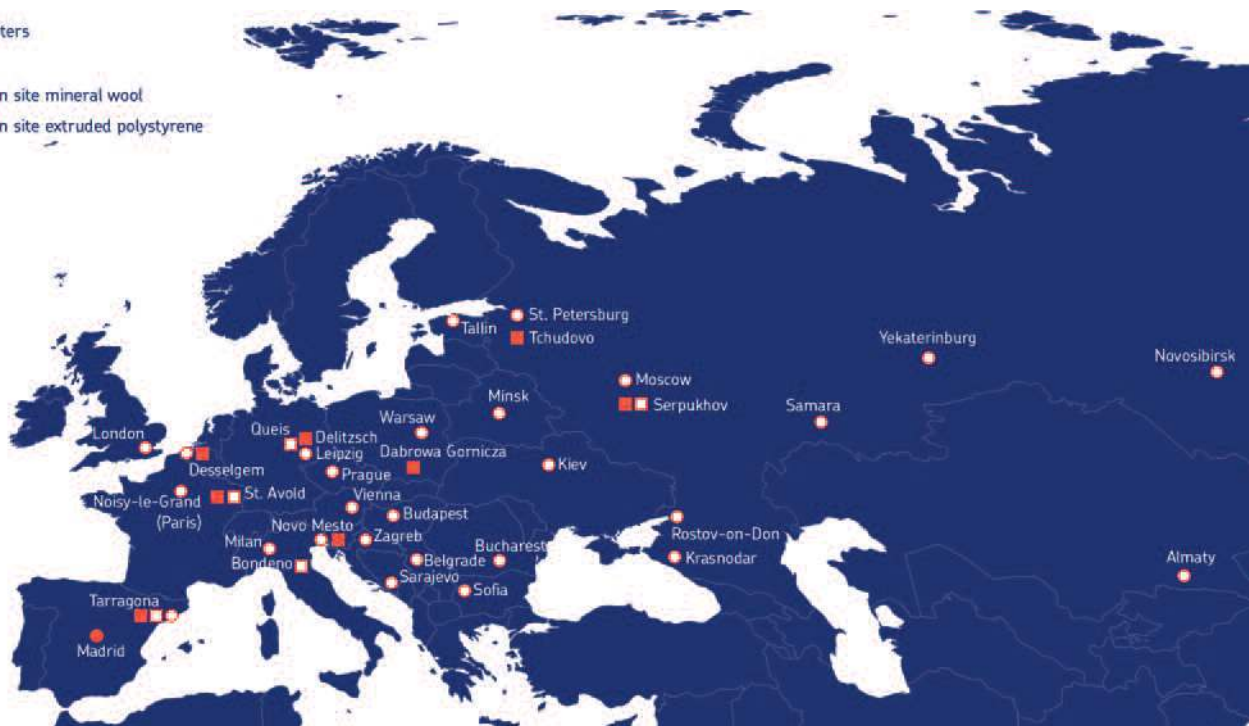 ters
n site mineral wool
n site extruded polystyrene
St. Petersburg
Tallin
Tchudovo
Yekaterinburg
Novosibirsk
Moscow
Minsk
Serpukhov
Samara
Warsaw
London
Queis
Delitzsch
Leipzig
Dabrowa Gornicza
Kiev
Desselgem
Prague
St. Avold
Vienna
Noisy-le-Grand
(Paris)
Budapest
Novo Mesto
Zagreb
Rostov-on-Don
Milan
Bucharest
Krasnodar
Almaty
Bondeno
Belgrade
Sarajevo
Sofia
Tarragona
Madrid